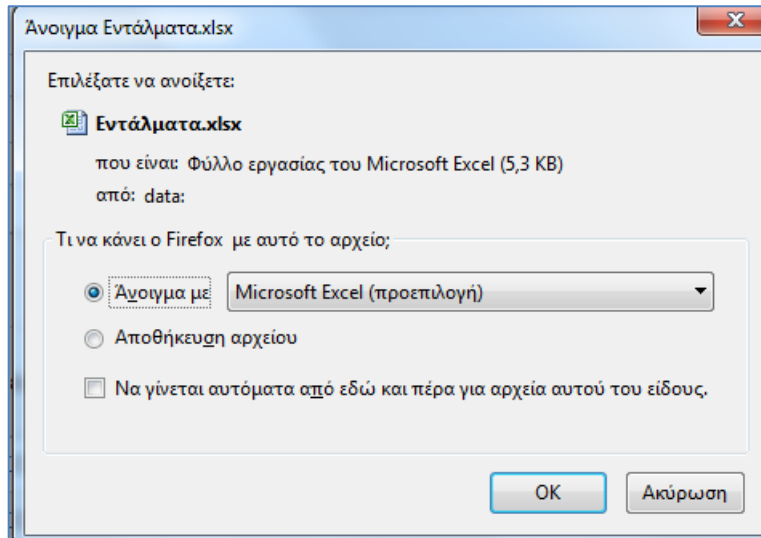 Άνοιγμα Εντάλματα.xlsx
Επιλέξατε να ανοίξετε:
Εντάλματα.xlsx
που είναι: Φύλλο εργασίας του Microsoft Excel (5,3 KB)
από: data:
Τι να κάνει ο Firefox με αυτό το αρχείο;
Άνοιγμα με Microsoft Excel (προεπιλογή)
Αποθήκευση αρχείου
Να γίνεται αυτόματα από εδώ και πέρα για αρχεία αυτού του είδους.
OK Ακύρωση